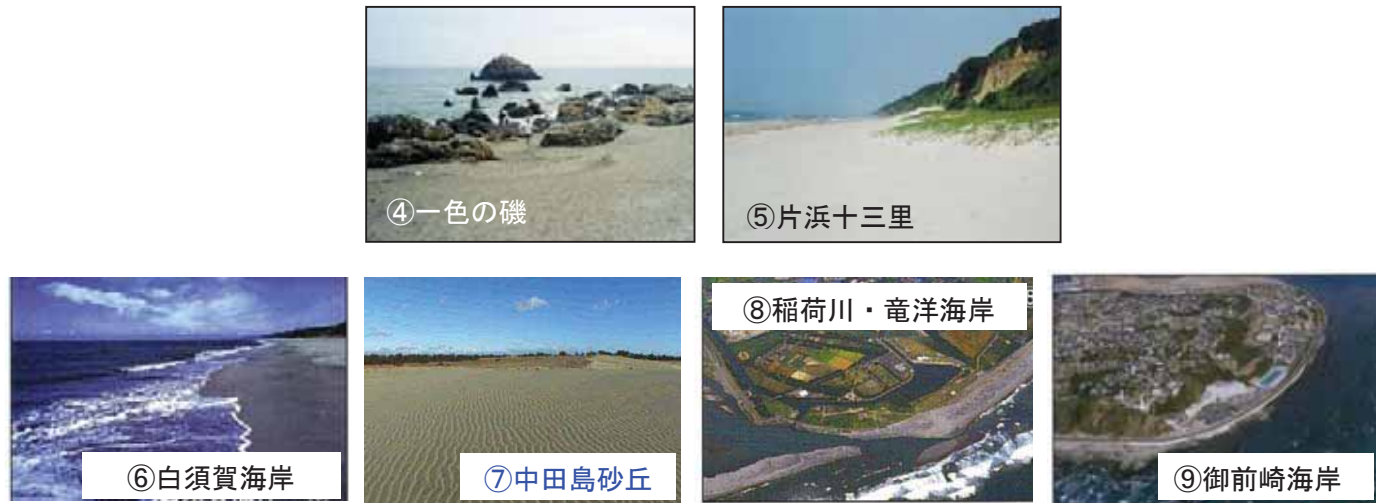 ④一色の磯
⑤片浜十三里
⑥白須賀海岸
⑦中田島砂丘
⑧稲荷川・竜洋海岸
⑨御前崎海岸